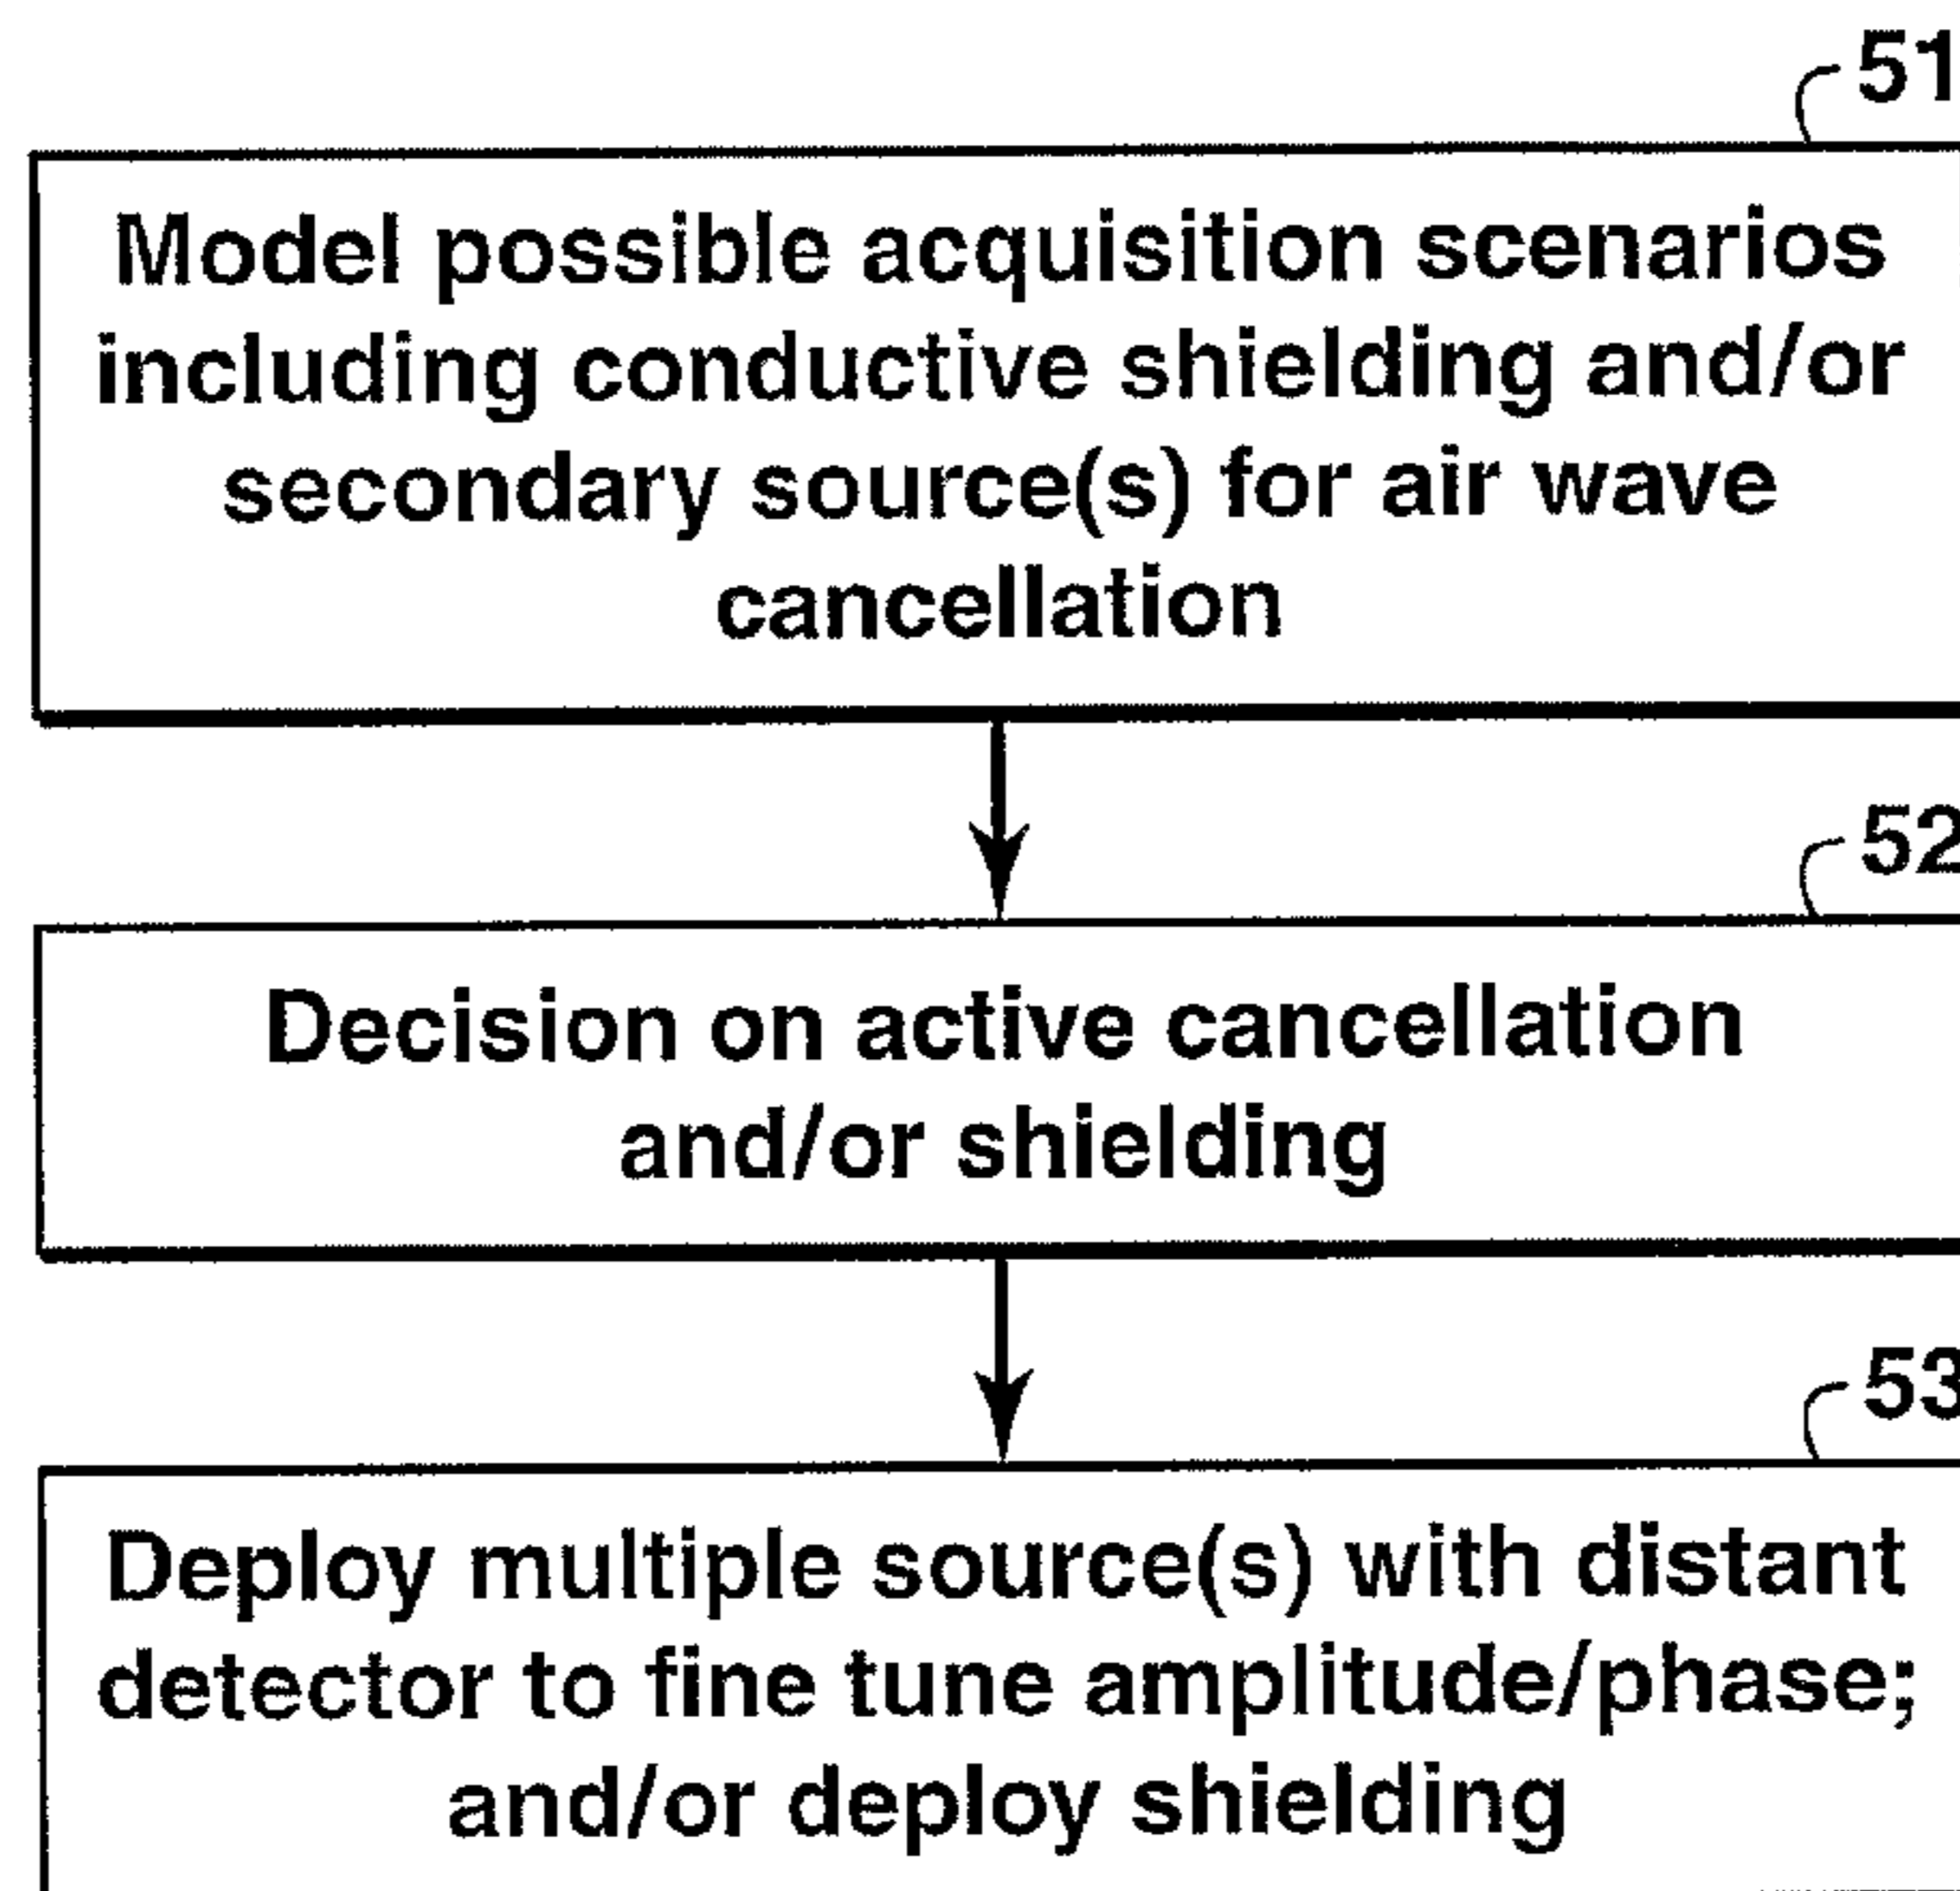 51
Model possible acquisition scenarios
including conductive shielding and/or
secondary source(s) for air wave
cancellation
52
Decision on active cancellation
and/or shielding
53
Deploy multiple source(s) with distant
detector to fine tune amplitude/phase;
and/or deploy shielding